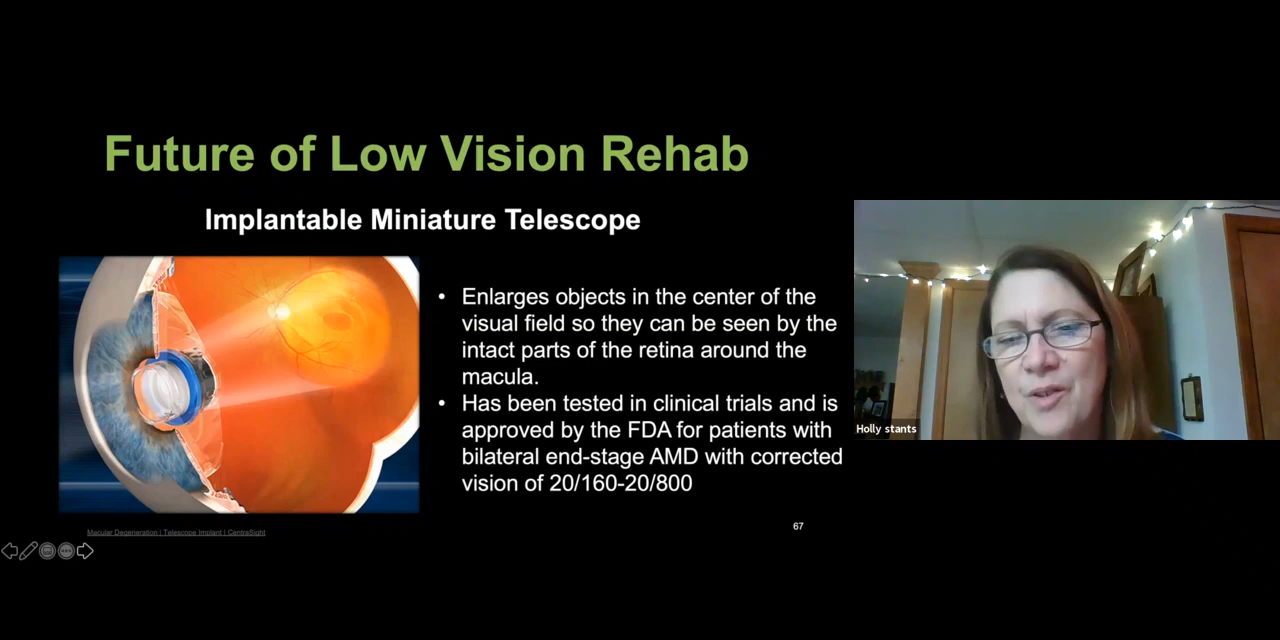 Future of Low Vision Rehab
Implantable Miniature Telescope
• Enlarges objects in the center of the
visual field so they can be seen by the
intact parts of the retina around the
macula.
• Has been tested in clinical trials and is
approved by the FDA for patients with
bilateral end-stage AMD with corrected
vision of 20/160-20/800
Holly stants
67
Macular Degeneration | Telescope Implant | CentraSight